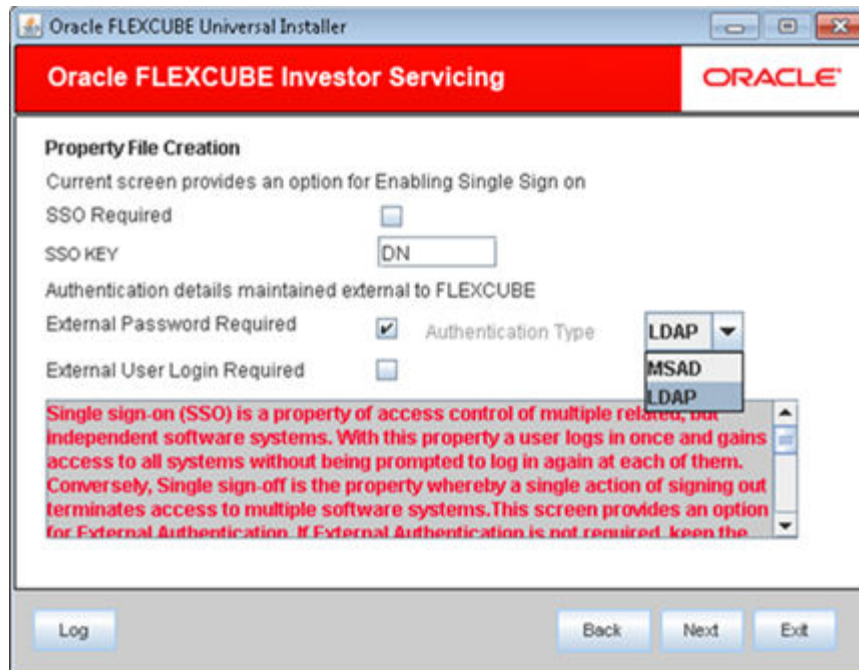 Oracle FLEXCUBE Universal Installer
Oracle FLEXCUBE Investor Servicing
ORACLE
Property File Creation
Current screen provides an option for Enabling Single Sign on
SSO Required
SSO KEY
DN
Authentication details maintained external to FLEXCUBE
External Password Required
Authentication Type
LDAP
External User Login Required
MSAD
LDAP
Single sign-on (SSO) is a property of access control of multiple related, but
independent software systems. With this property a user logs in once and gains
access to all systems without being prompted to log in again at each of them.
Conversely, Single sign-off is the property whereby a single action of signing out
terminates access to multiple software systems.This screen provides an option
for External Authentication. If External Authentication is not required, keep the
Log
Back
Next
Exit